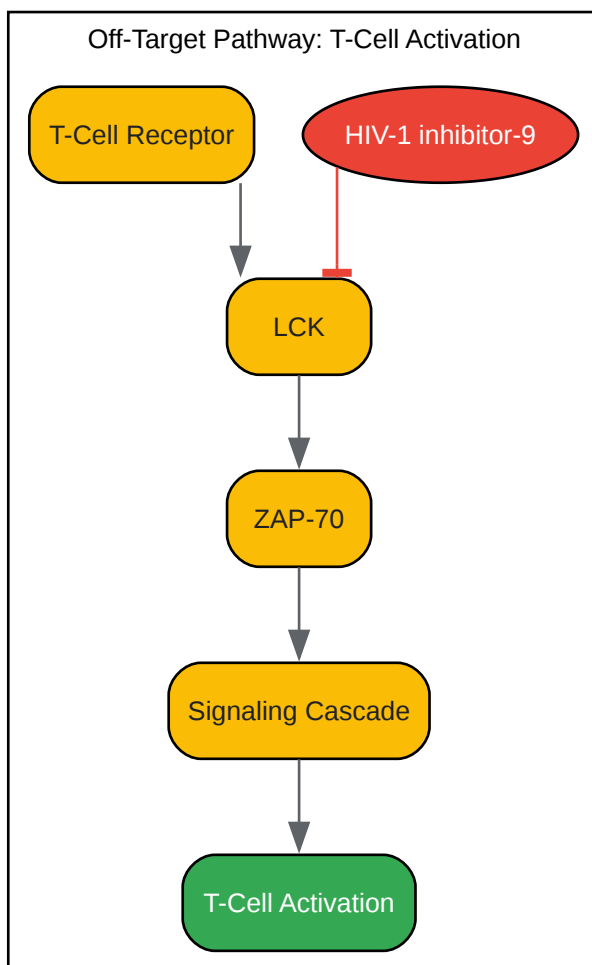 Off-Target Pathway: T-Cell Activation
T-Cell Receptor
HIV-1 inhibitor-9
LCK
ZAP-70
Signaling Cascade
T-Cell Activation